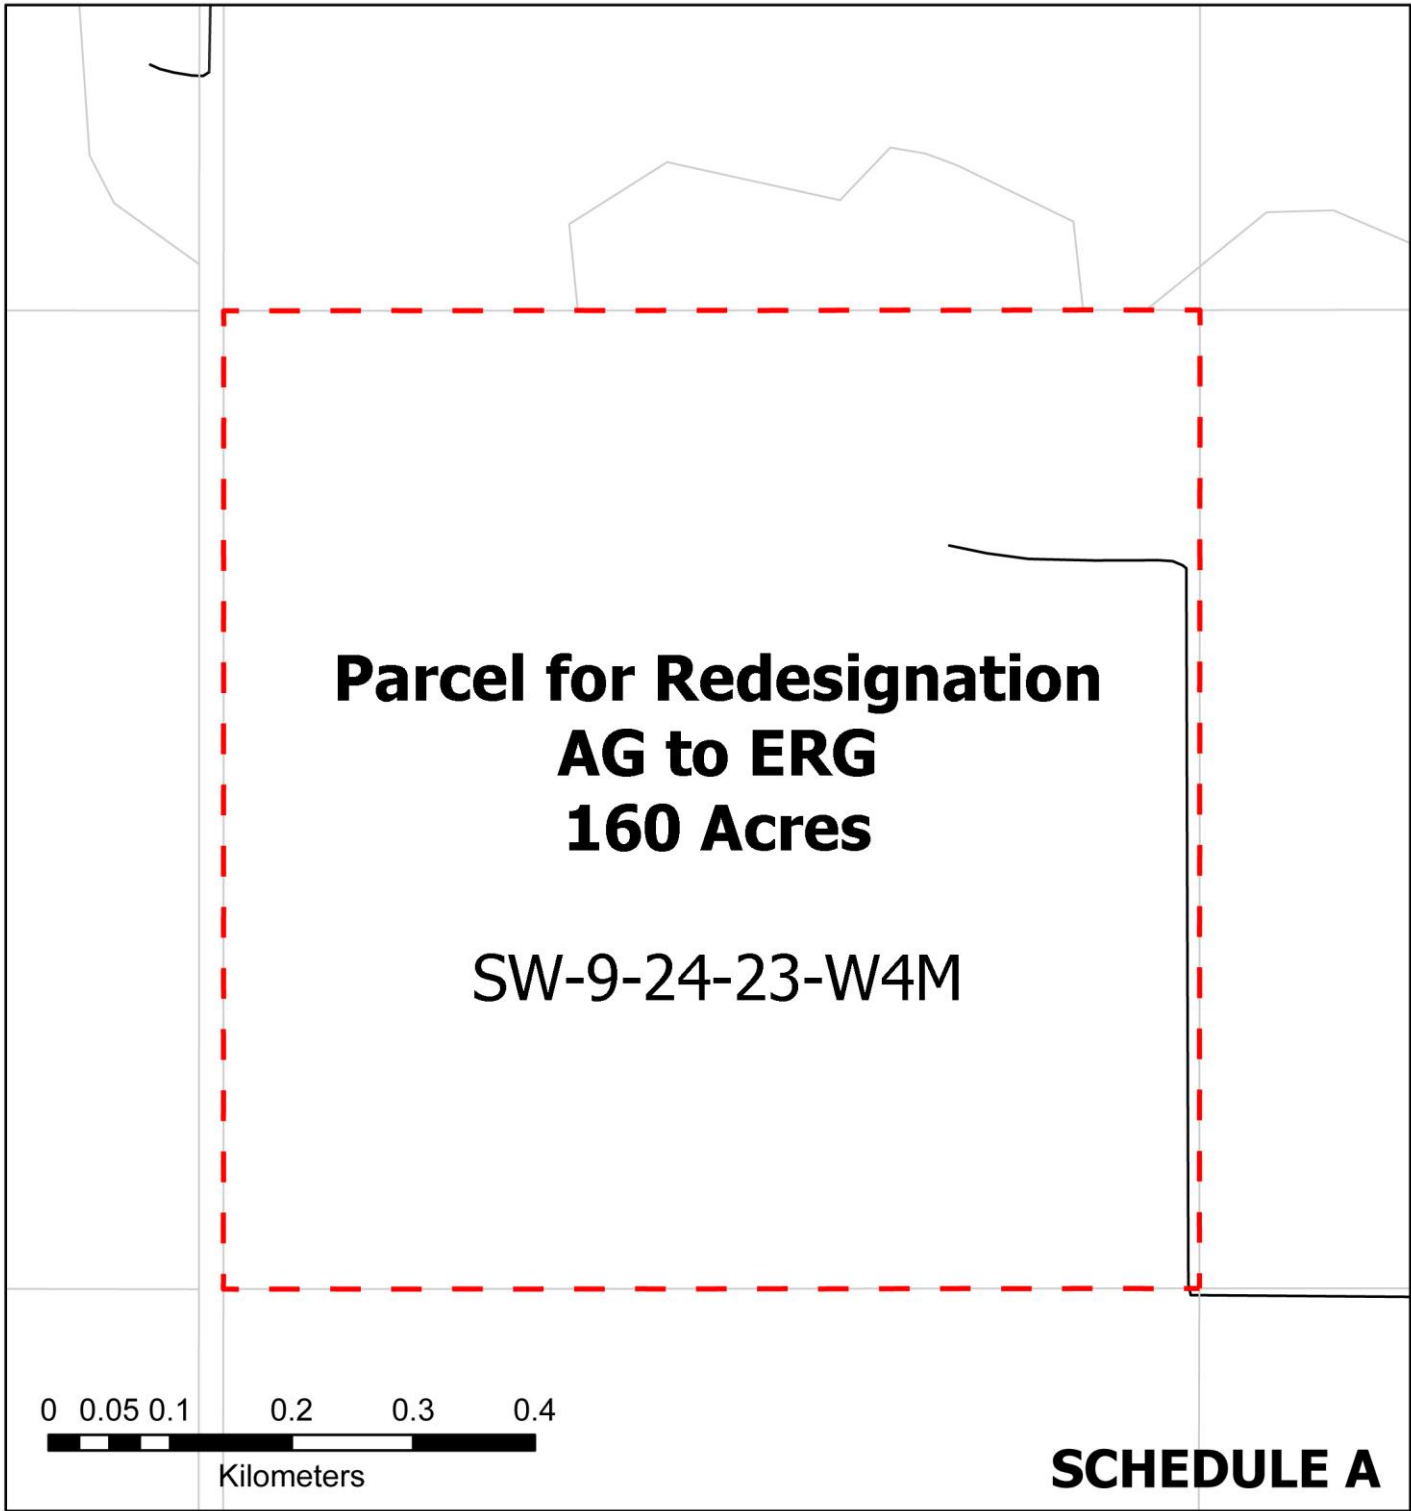 Parcel for Redesignation
AG to ERG
160 Acres
SW-9-24-23-W4M
0 0.05 0.1 0.2 0.3 0.4
Kilometers
SCHEDULE A